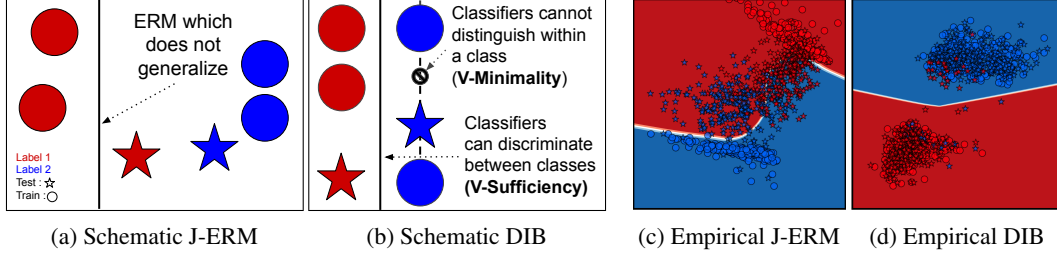 ERM which
does not
generalize
Label 1
Label 2
Test :
Train :
Classifiers cannot
distinguish within
a class
(V-Minimality)
Classifiers
can discriminate
between classes
(V-Sufficiency)
(a) Schematic J-ERM
(b) Schematic DIB
(c) Empirical J-ERM
(d) Empirical DIB